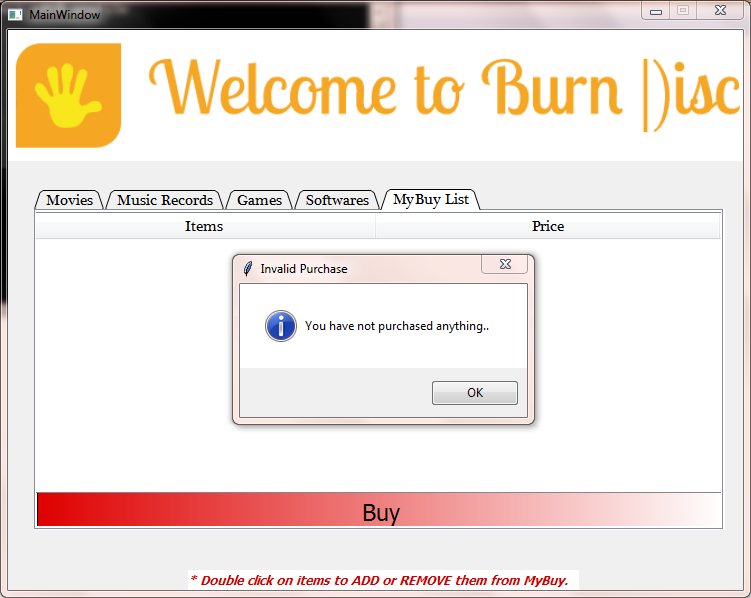 MainWindow
Welcome to Burn Disc
Movies Music Records Games Softwares MyBuy List
Items Price
Invalid Purchase
You have not purchased anything..
OK
Buy
* Double click on items to ADD or REMOVE them from MyBuy.